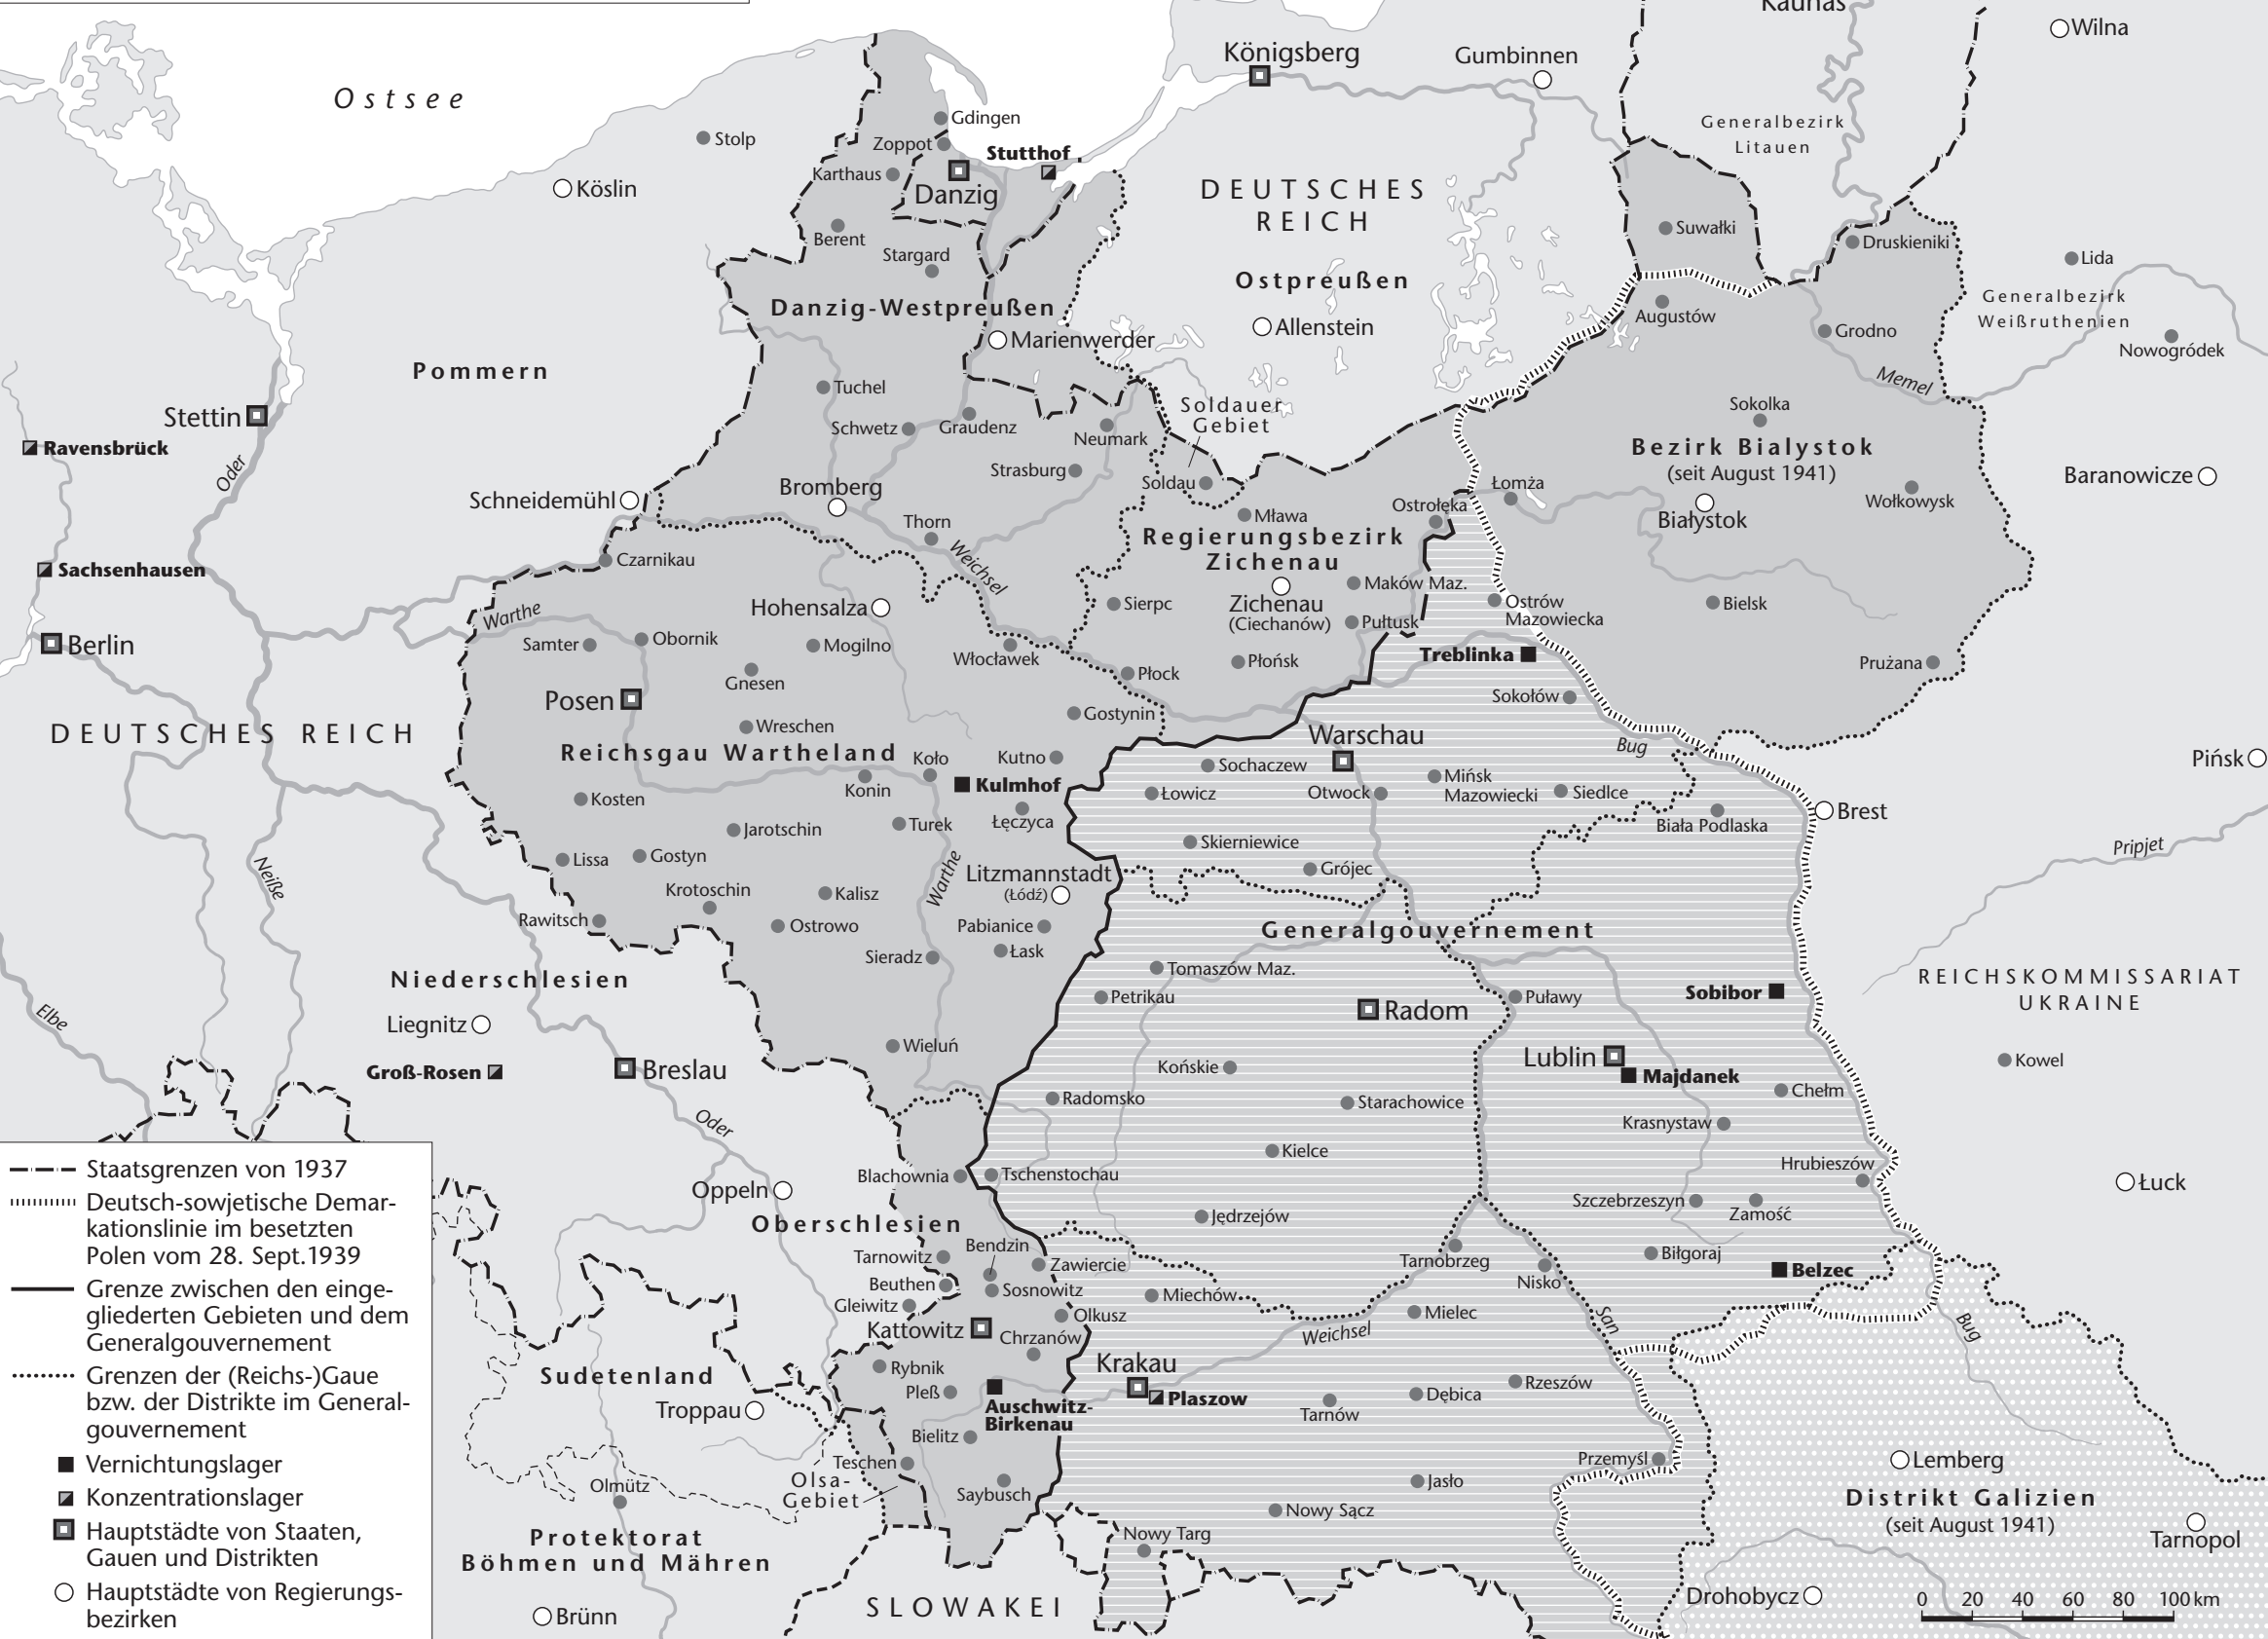 Kaunas
Wilna
Königsberg
Gumbinnen
Ostsee
Gdingen
Generalbezirk
Litauen
Stolp
Zoppot
Stutthof
Karthaus
Danzig
Köslin
DEUTSCHES
REICH
Suwałki
Berent
Druskieniki
Stargard
Lida
Ostpreußen
Danzig-Westpreußen
Generalbezirk
Weißruthenien
Augustów
Allenstein
Grodno
Marienwerder
Nowogródek
Pommern
Memel
Tuchel
Soldauer
Gebiet
Sokolka
Stettin
Schwetz
Graudenz
Neumark
Bezirk Bialystok
(seit August 1941)
Ravensbrück
Oder
Strasburg
Soldau
Łomża
Baranowicze
Bromberg
Schneidemühl
Ostrołęka
Wołkowysk
Białystok
Thorn
Mława
Regierungsbezirk
Zichenau
Weichsel
Czarnikau
Sachsenhausen
Maków Maz.
Hohensalza
Warthe
Sierpc
Zichenau
(Ciechanów)
Ostrów
Mazowiecka
Bielsk
Pułtusk
Berlin
Samter
Obornik
Mogilno
Włocławek
Treblinka
Płońsk
Prużana
Płock
Gnesen
Sokołów
Posen
Gostynin
Wreschen
DEUTSCHES REICH
Warschau
Bug
Reichsgau Wartheland
Koło
Kutno
Pińsk
Sochaczew
Mińsk
Mazowiecki
Kulmhof
Konin
Łowicz
Otwock
Siedlce
Kosten
Brest
Łęczyca
Turek
Biała Podlaska
Jarotschin
Skierniewice
Pripjet
Lissa
Gostyn
Grójec
Neiße
Warthe
Litzmannstadt
(Łódź)
Krotoschin
Kalisz
Rawitsch
Ostrowo
Pabianice
Generalgouvernement
Łask
Sieradz
Tomaszów Maz.
Niederschlesien
REICHSKOMMISSARIAT
UKRAINE
Petrikau
Sobibor
Puławy
Radom
Elbe
Liegnitz
Wieluń
Lublin
Kowel
Groß-Rosen
Breslau
Końskie
Majdanek
Chełm
Radomsko
Starachowice
Oder
Krasnystaw
Kielce
Hrubieszów
Staatsgrenzen von 1937
Deutsch-sowjetische Demar-
kationslinie im besetzten
Polen vom 28. Sept.1939
Grenze zwischen den einge-
gliederten Gebieten und dem
Generalgouvernement
Grenzen der (Reichs-)Gaue
bzw. der Distrikte im General-
gouvernement
Vernichtungslager
Konzentrationslager
Hauptstädte von Staaten,
Gauen und Distrikten
Hauptstädte von Regierungs-
bezirken
Blachownia
Tschenstochau
Oppeln
Łuck
Szczebrzeszyn
Zamość
Jędrzejów
Oberschlesien
Bendzin
Tarnowitz
Zawiercie
Tarnobrzeg
Biłgoraj
Nisko
Belzec
Beuthen
Sosnowitz
Miechów
Gleiwitz
Olkusz
Mielec
San
Bug
Kattowitz
Chrzanów
Weichsel
Krakau
Rybnik
Sudetenland
Pleß
Plaszow
Dębica
Rzeszów
Auschwitz-
Birkenau
Troppau
Tarnów
Bielitz
Teschen
Przemyśl
Lemberg
Olsa-
Gebiet
Olmütz
Saybusch
Jasło
Nowy Sącz
Distrikt Galizien
(seit August 1941)
Protektorat
Böhmen und Mähren
Nowy Targ
Tarnopol
SLOWAKEI
Brünn
Drohobycz
0 20 40 60 80 100 km